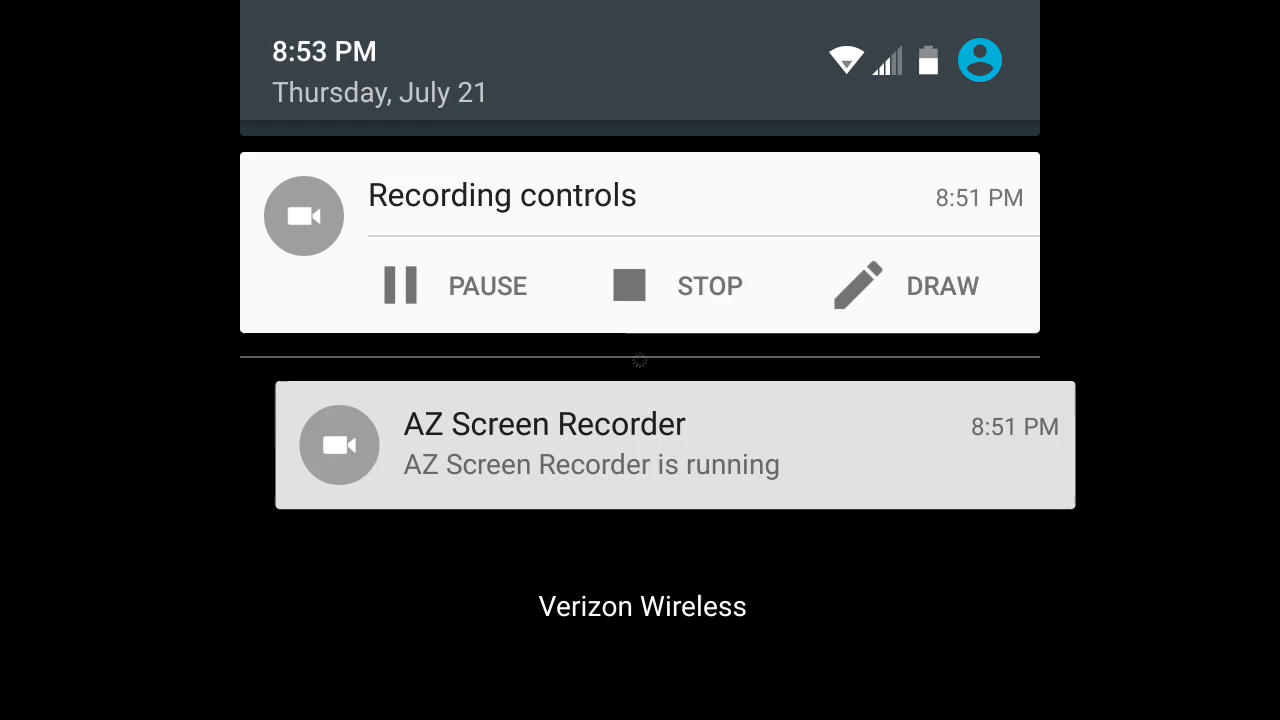 8:53 PM
Thursday, July 21
Recording controls 8:51 PM
PAUSE STOP DRAW
AZ Screen Recorder 8:51 PM
AZ Screen Recorder is running
Verizon Wireless